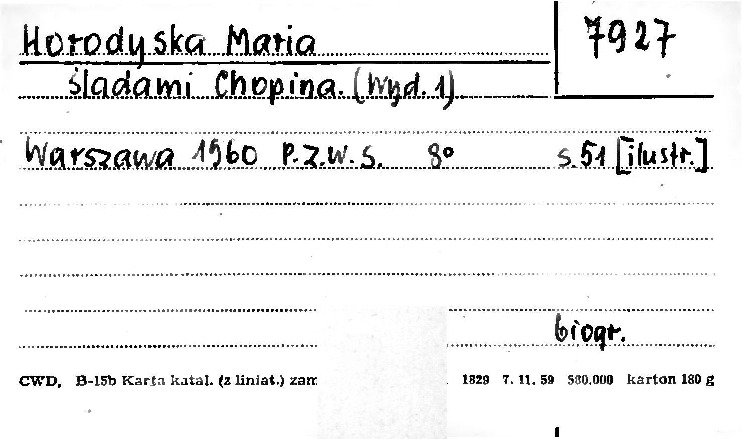 Horodyska Maria
7927
Śladami Chopina. (Wyd. 1).
Warszawa 1960 P.Z.W.S. 8° s. 51 [ilustr.]
biogr.
CWD, B-15b Karta katal. (z liniat.) zam 1829 7. 11. 59 500.000 karton 180 g